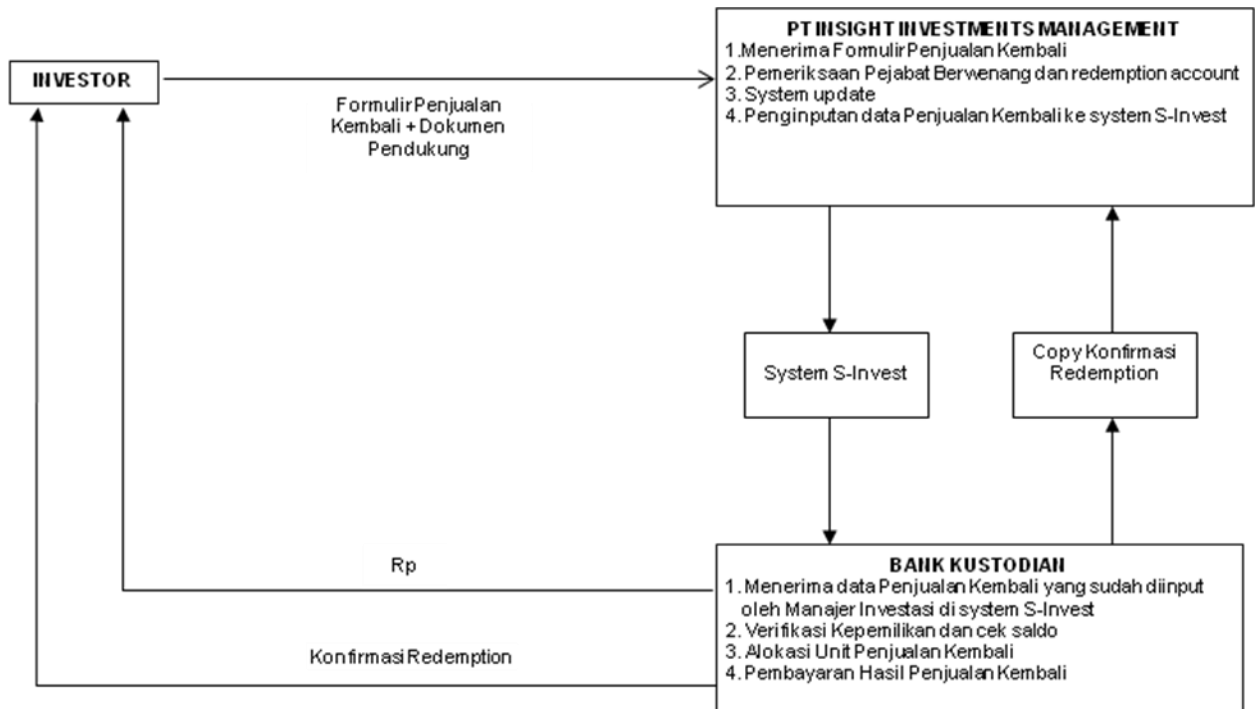 PT INSIGHT INVESTMENTS MANAGEMENT
1.Menerima Formulir Penjualan Kembali
2. Pemeriksaan Pejabat Berwenang dan redemption account
3. System update
4. Penginputan data Penjualan Kembali ke system S-Invest
INVESTOR
Formulir Penjualan
Kembali + Dokumen
Pendukung
System S-Invest
Copy Konfirmasi
Redemption
Rp
Konfirmasi Redemption
BANK KUSTODIAN
1. Menerima data Penjualan Kembali yang sudah diinput
oleh Manajer Investasi di system S-Invest
2. Verifikasi Kepemilikan dan cek saldo
3. Alokasi Unit Penjualan Kembali
4. Pembayaran Hasil Penjualan Kembali